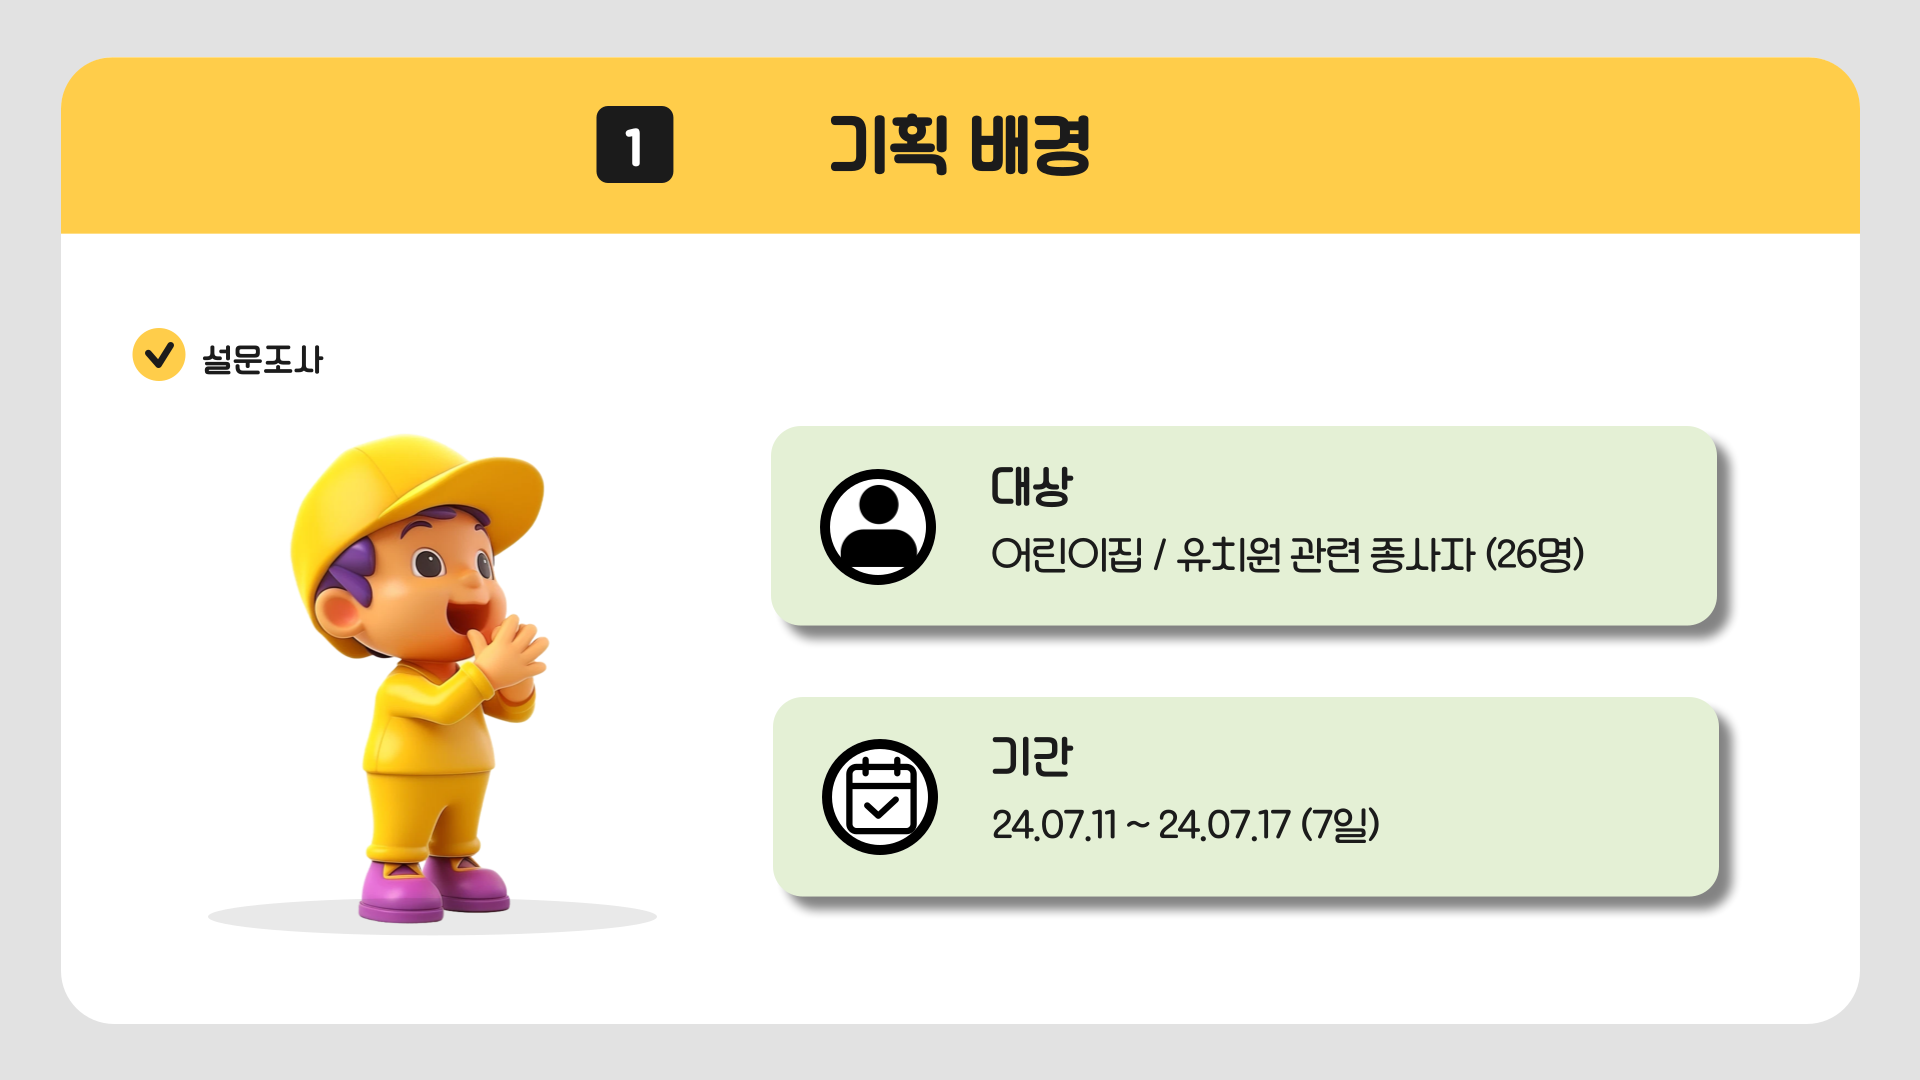 1 기획 배경
설문조사
대상
어린이집 / 유치원 관련 종사자 (26명)
기간
24.07.11 ~ 24.07.17 (7일)